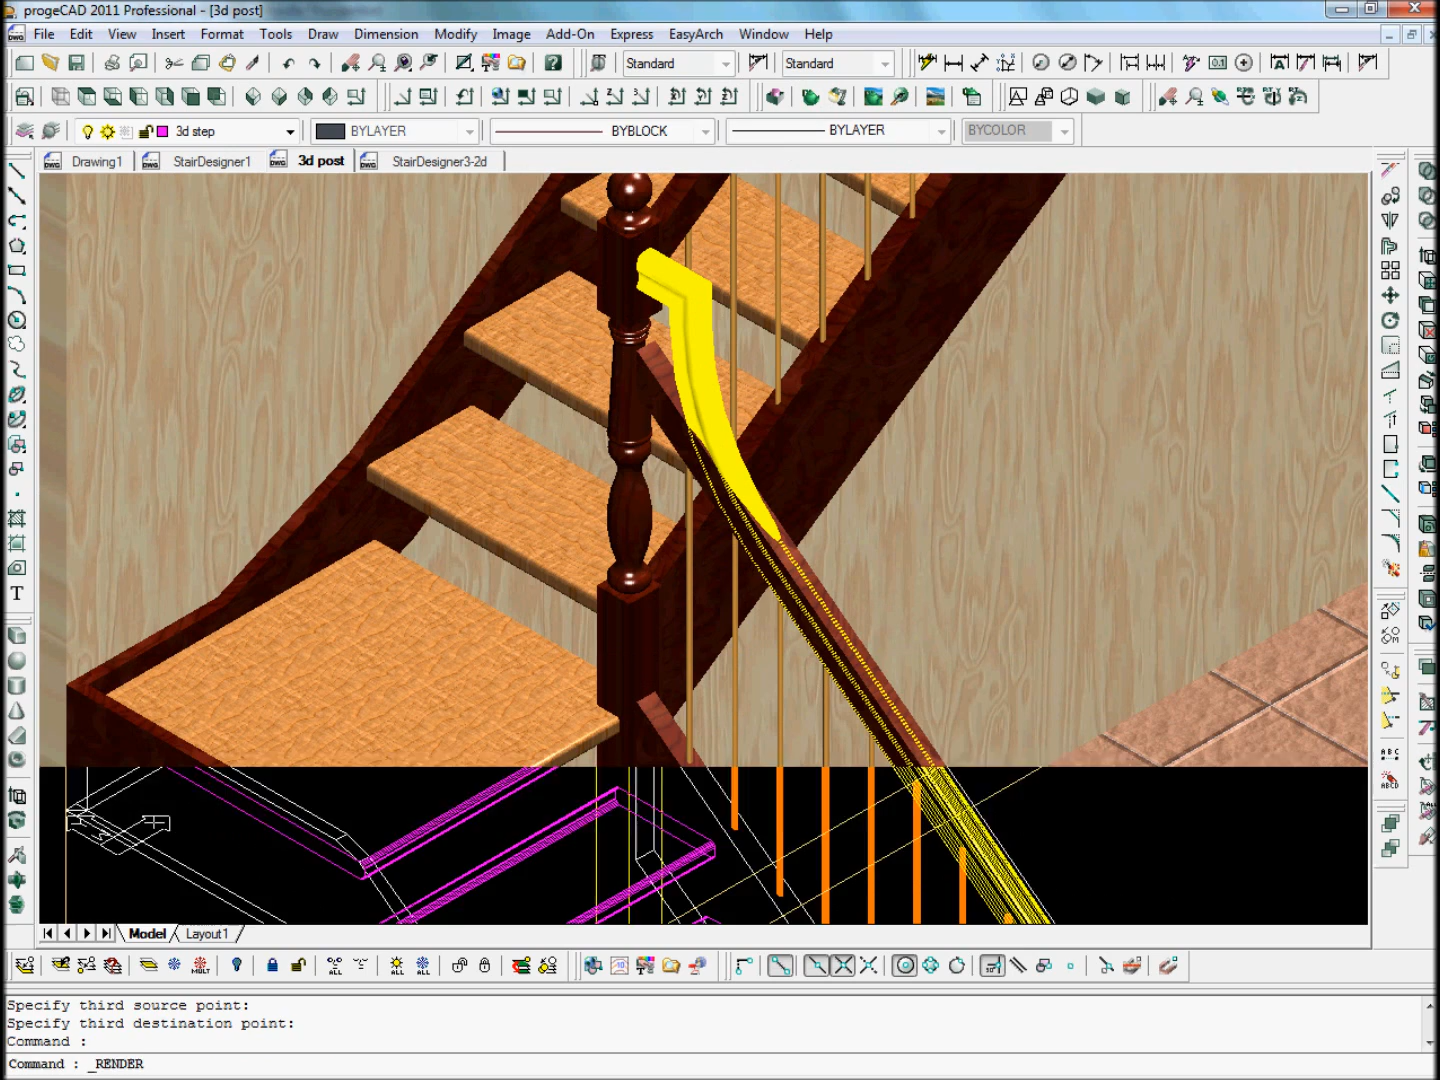 progeCAD 2011 Professional - [3d post]
File Edit View Insert Format Tools Draw Dimension Modify Image Add-On Express EasyArch Window Help
Standard Standard
3d step BYLAYER BYBLOCK BYLAYER BYCOLOR
Drawing1 StairDesigner1 3d post StairDesigner3-2d
Model Layout1
Specify third source point:
Specify third destination point:
Command :
Command : _RENDER